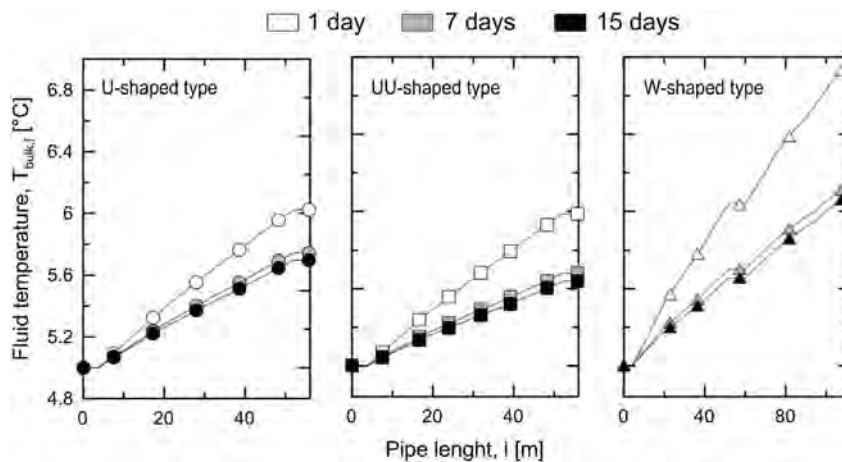 1 day 7 days 15 days
U-shaped type UU-shaped type W-shaped type
Fluid temperature, T_bulk,l [°C]
6.8
6.4
6
5.6
5.2
4.8
0 20 40 0 20 40 0 40 80
Pipe lenght, l [m]